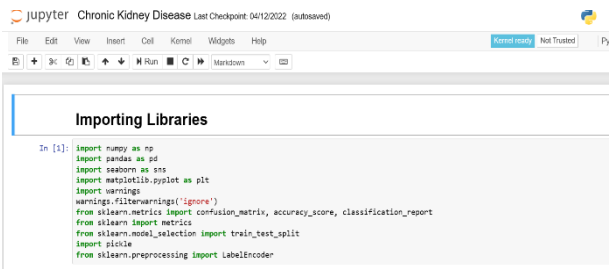 Jupyter Chronic Kidney Disease Last Checkpoint: 04/12/2022 (autosaved)
File Edit View Insert Cell Kernel Widgets Help Kernel ready Not Trusted Py
Run Markdown
Importing Libraries
In [1]: import numpy as np
import pandas as pd
import seaborn as sns
import matplotlib.pyplot as plt
import warnings
warnings.filterwarnings('ignore')
from sklearn.metrics import confusion_matrix, accuracy_score, classification_report
from sklearn import metrics
from sklearn.model_selection import train_test_split
import pickle
from sklearn.preprocessing import LabelEncoder